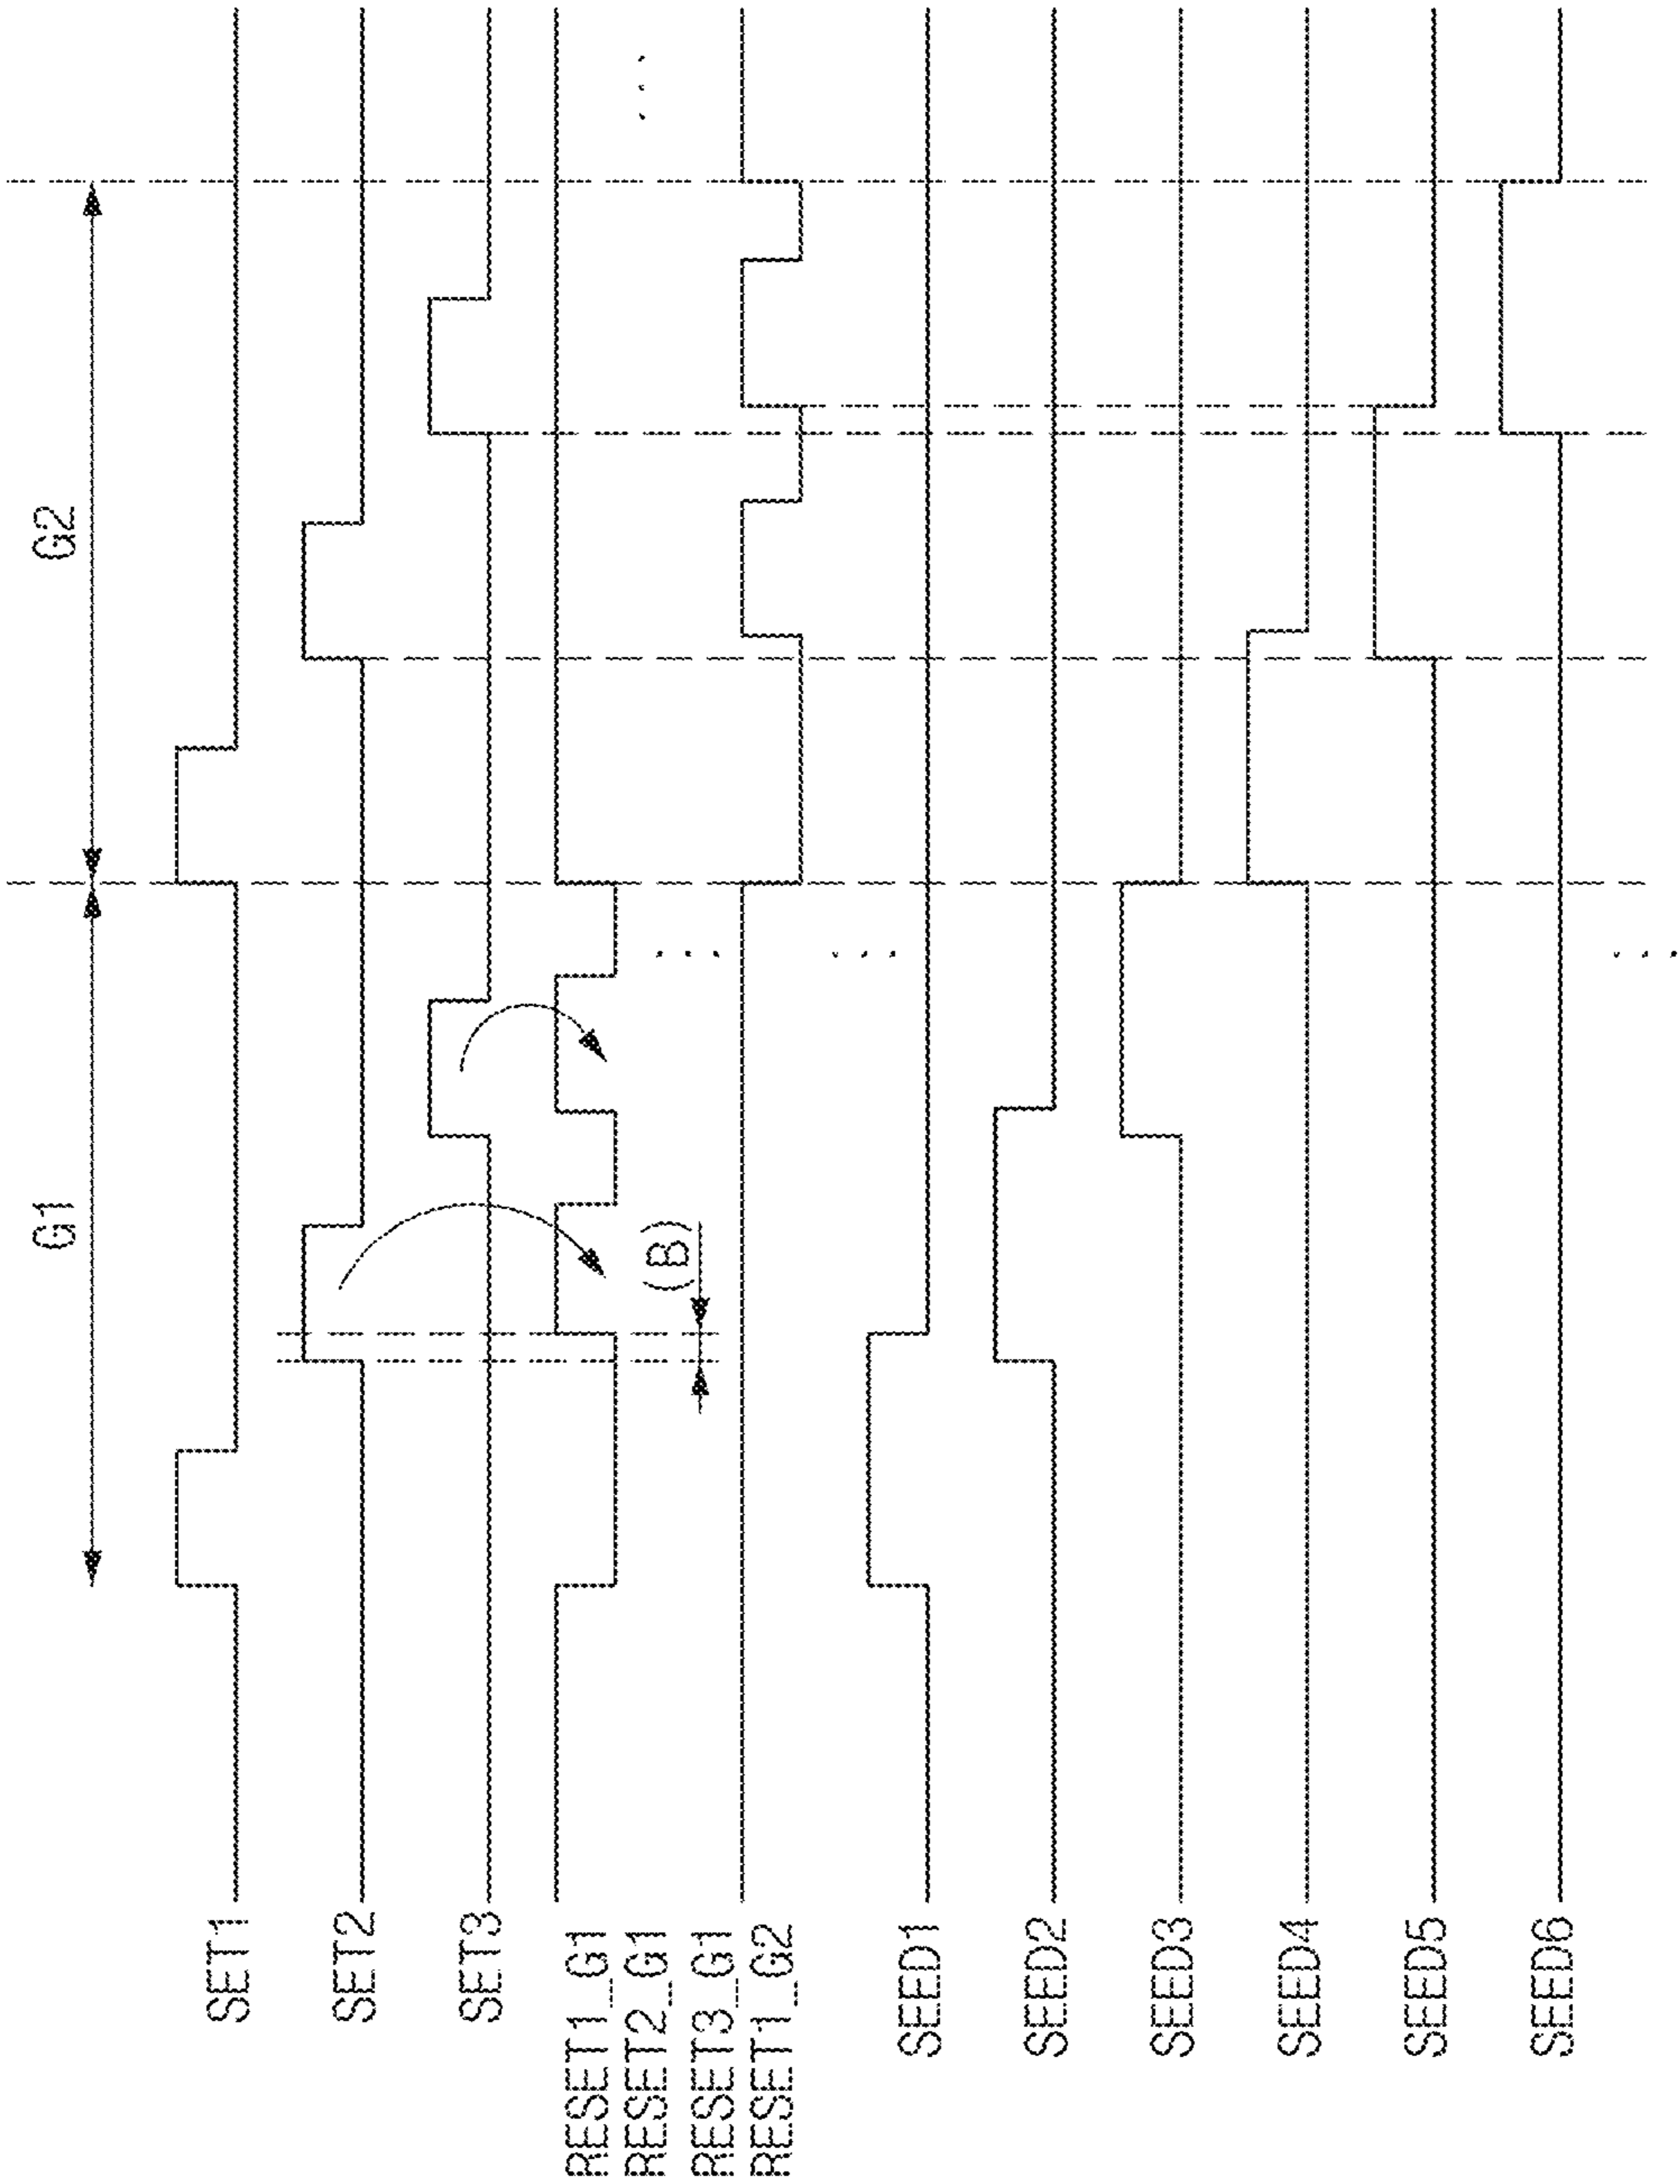 G1
G2
SET1
SET2
SET3
RESET1_G1
RESET2_G1
(B)
RESET3_G1
RESET1_G2
SEED1
SEED2
SEED3
SEED4
SEED5
SEED6